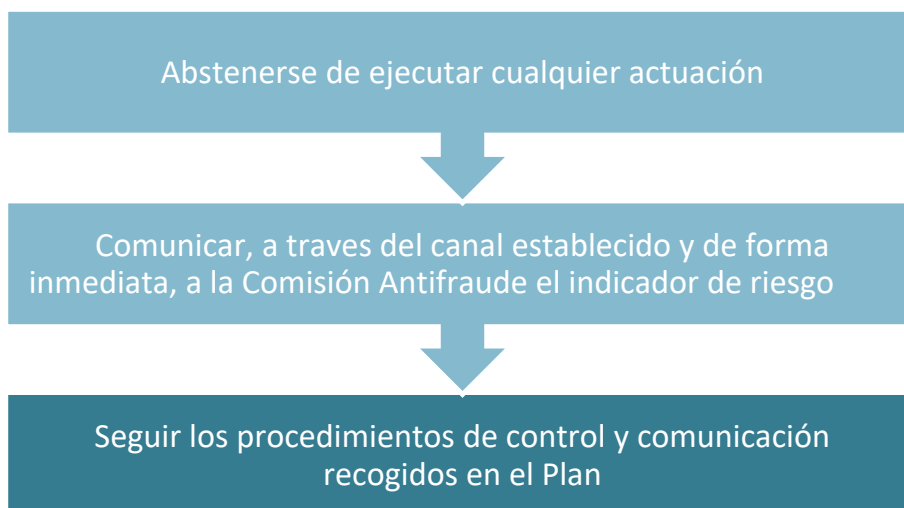 Abstenerse de ejecutar cualquier actuación
Comunicar, a traves del canal establecido y de forma
inmediata, a la Comisión Antifraude el indicador de riesgo
Seguir los procedimientos de control y comunicación
recogidos en el Plan